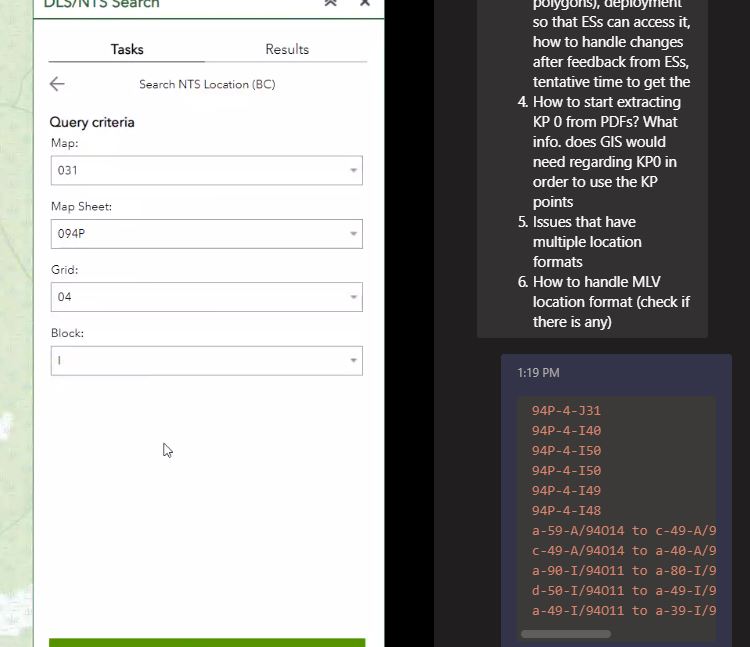 DLS/NTS Search
Tasks
Results
Search NTS Location (BC)
Query criteria
Map:
031
Map Sheet:
094P
Grid:
04
Block:
I
polygons), deployment
so that ESs can access it,
how to handle changes
after feedback from ESs,
tentative time to get the
4. How to start extracting
KP 0 from PDFs? What
info. does GIS would
need regarding KP0 in
order to use the KP
points
5. Issues that have
multiple location
formats
6. How to handle MLV
location format (check if
there is any)
1:19 PM
94P-4-J31
94P-4-I40
94P-4-I50
94P-4-I50
94P-4-I49
94P-4-I48
a-59-A/94O14 to c-49-A/9
c-49-A/94O14 to a-40-A/9
a-90-I/94O11 to a-80-I/9
d-50-I/94O11 to a-49-I/9
a-49-I/94O11 to a-39-I/9